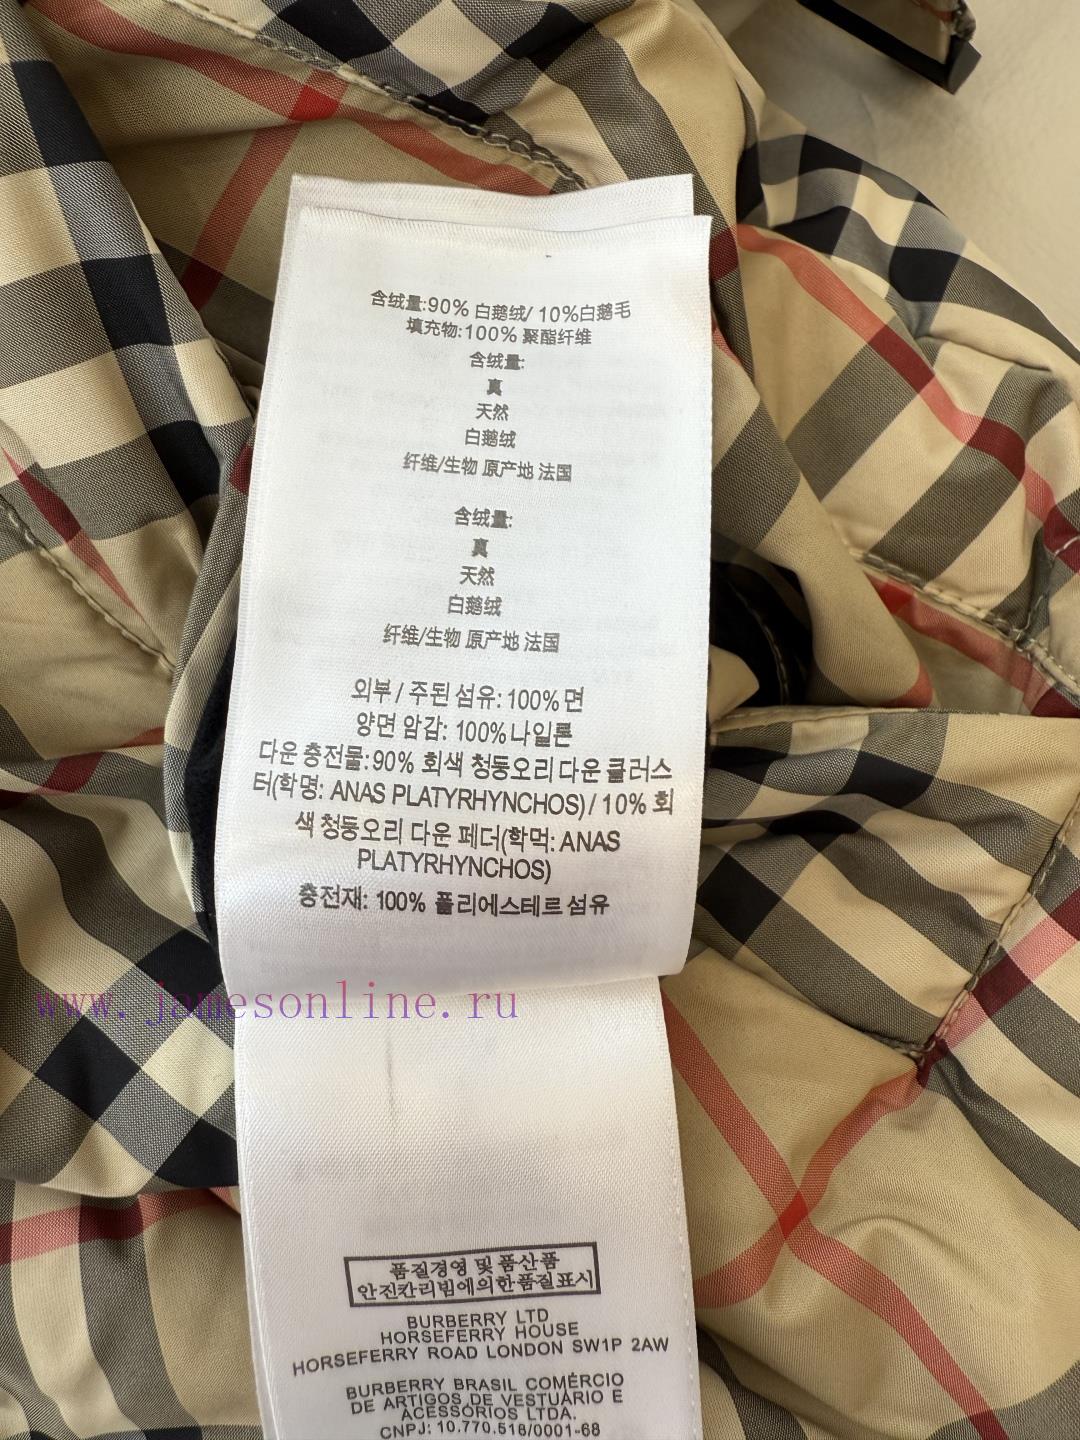 含绒量:90% 白鹅绒/ 10%白鹅毛
填充物:100% 聚酯纤维
含绒量:
真
天然
白鹅绒
纤维/生物 原产地 法国
含绒量:
真
天然
白鹅绒
纤维/生物 原产地 法国
외부 / 주된 섬유: 100% 면
양면 암감: 100% 나일론
다운 충전물: 90% 회색 청둥오리 다운 클러스
터(학명: ANAS PLATYRHYNCHOS) / 10% 회
색 청둥오리 다운 페더(학먹: ANAS
PLATYRHYNCHOS)
충전재: 100% 폴리에스테르 섬유
www.jamesonline.ru
품질경영 및 품산품
안진칸리빔에의한품질표시
BURBERRY LTD
HORSEFERRY HOUSE
HORSEFERRY ROAD LONDON SW1P 2AW
BURBERRY BRASIL COMÉRCIO
DE ARTIGOS DE VESTUÁRIO E
ACESSÓRIOS LTDA.
CNPJ: 10.770.518/0001-68